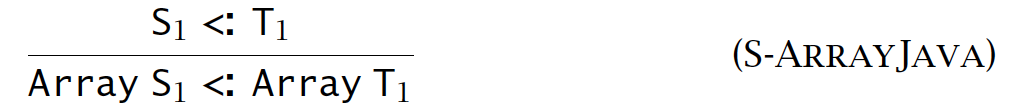 S₁ <: T₁
(S-ARRAYJAVA)
Array S₁ <: Array T₁